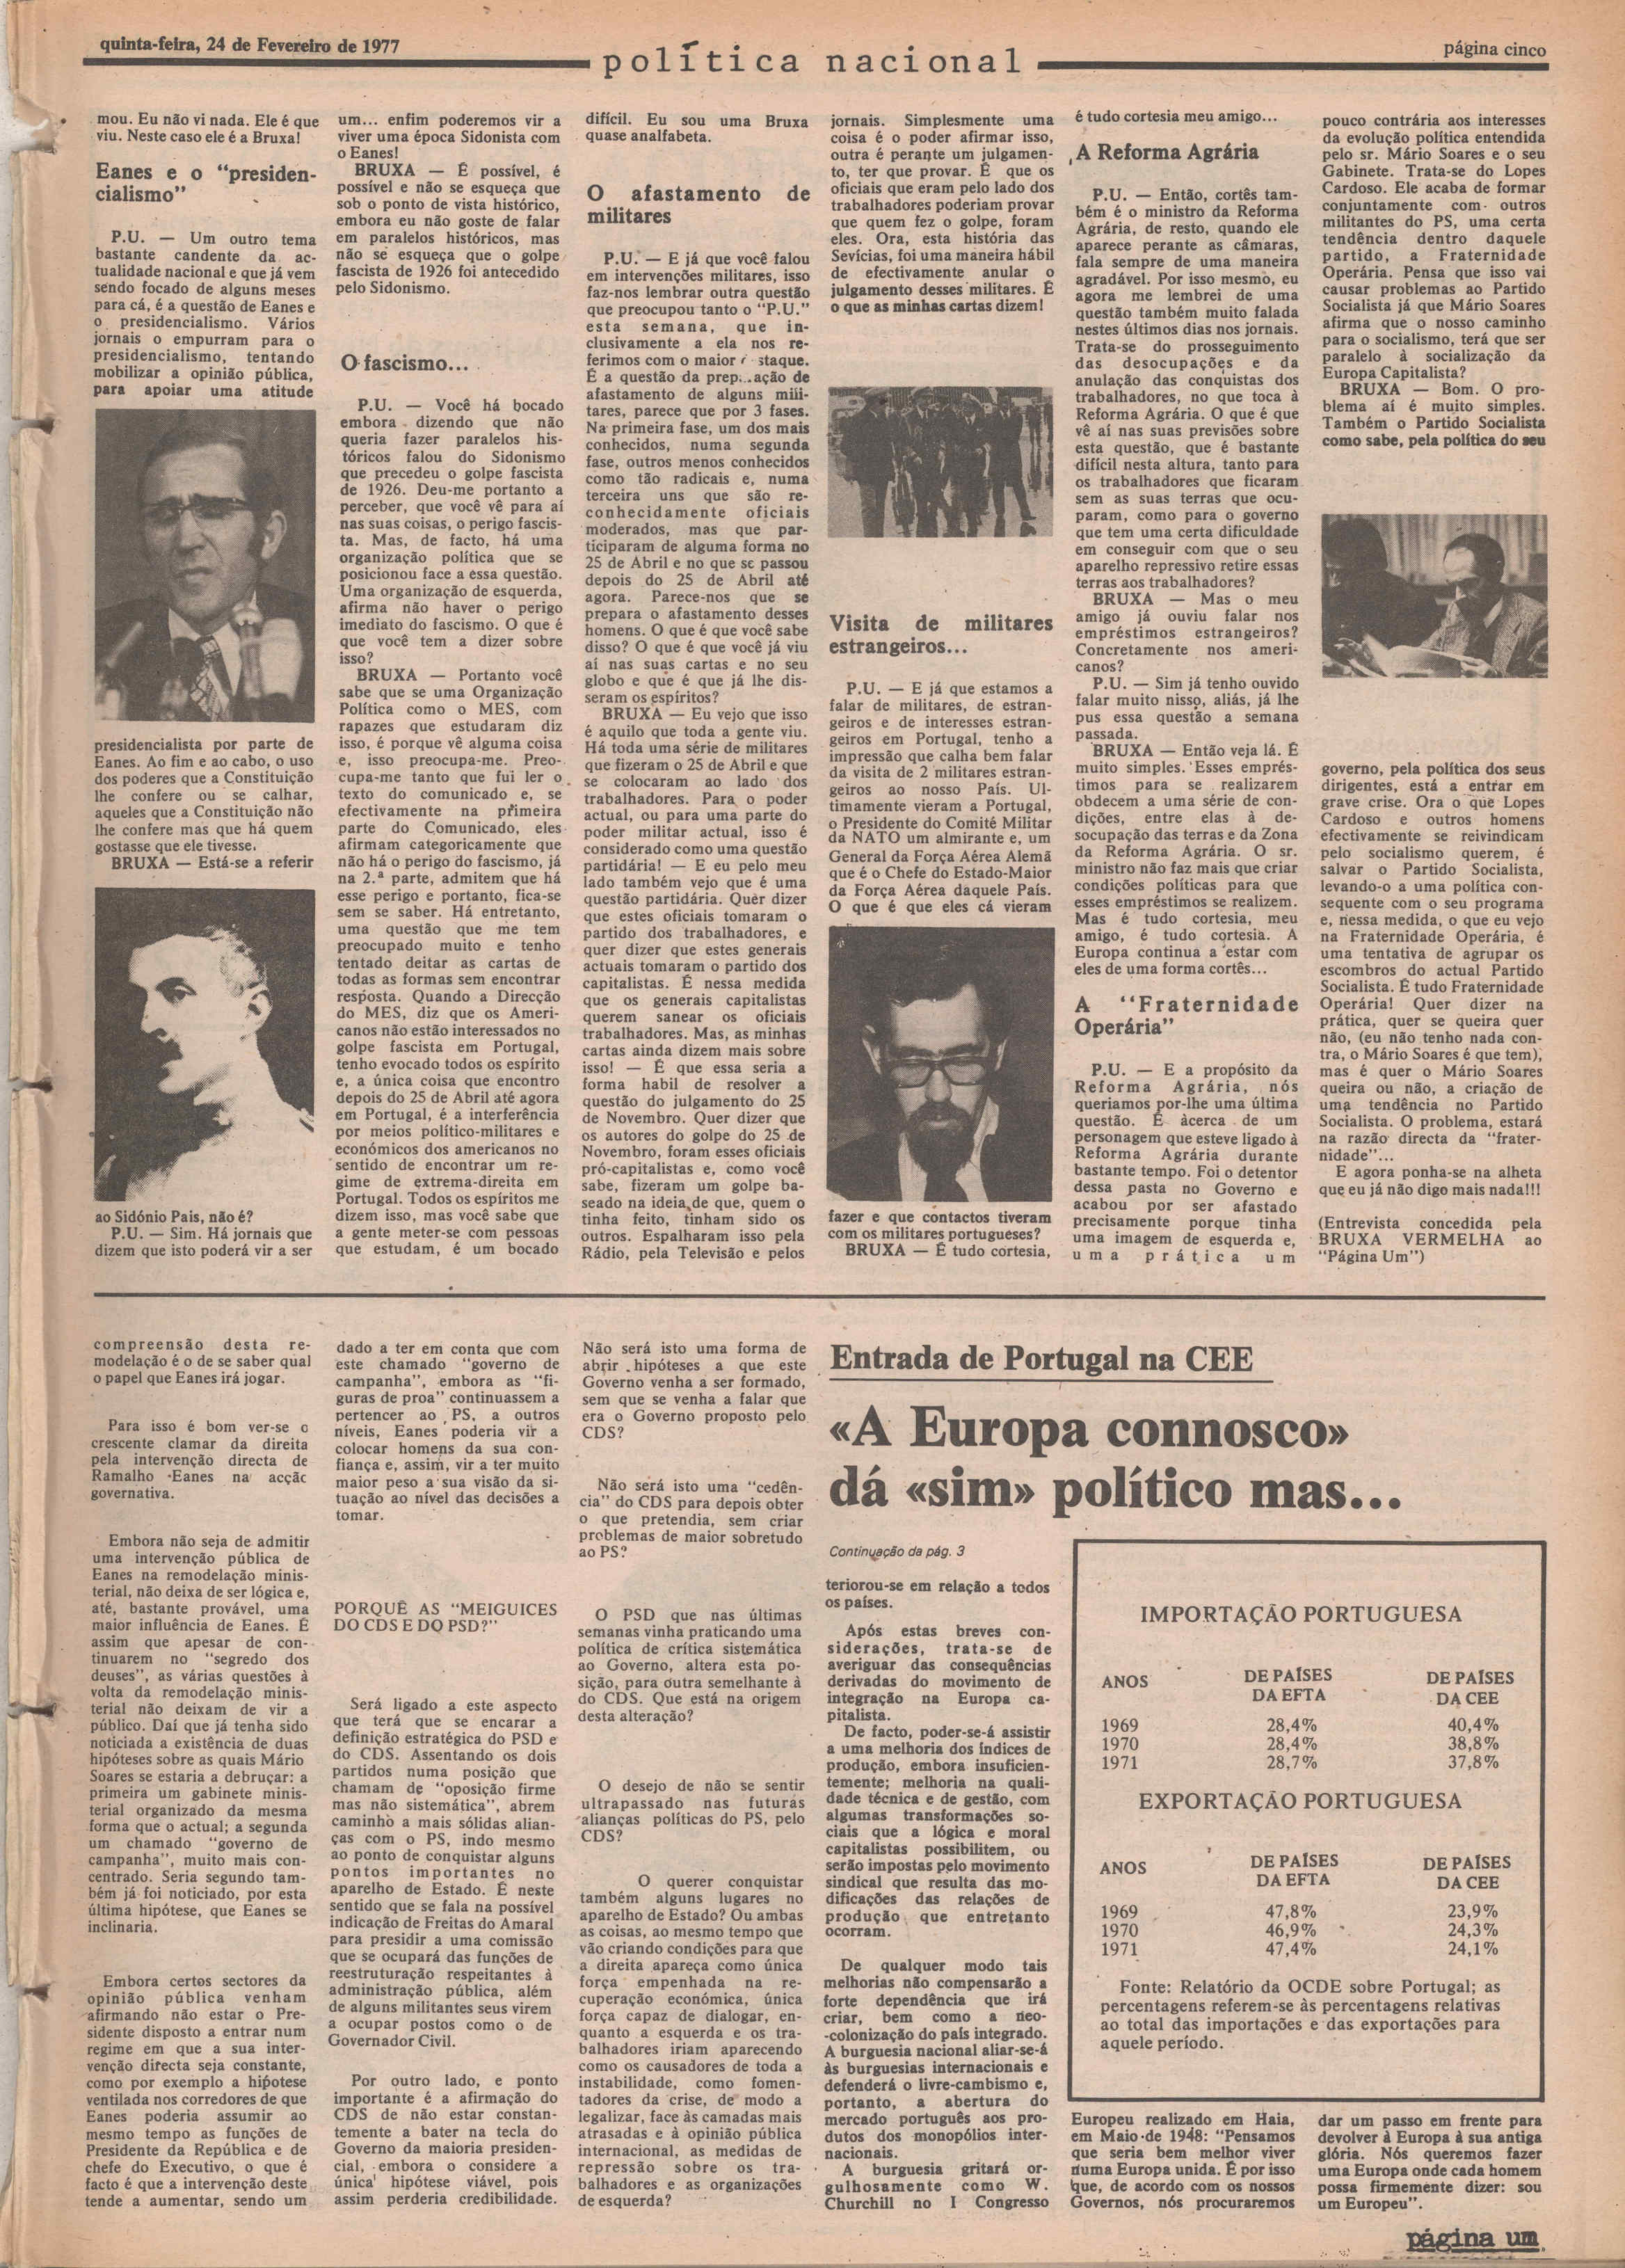 quinta-feira, 24 de Fevereiro de 1977
política nacional
página cinco
mou. Eu não vi nada. Ele é que
viu. Neste caso ele é a Bruxa!
Eanes e o "presiden-
cialismo"
P.U. — Um outro tema
bastante candente da ac-
tualidade nacional e que já vem
sendo focado de alguns meses
para cá, é a questão de Eanes e
o presidencialismo. Vários
jornais o empurram para o
presidencialismo, tentando
mobilizar a opinião pública,
para apoiar uma atitude
presidencialista por parte de
Eanes. Ao fim e ao cabo, o uso
dos poderes que a Constituição
lhe confere ou se calhar,
aqueles que a Constituição não
lhe confere mas que há quem
gostasse que ele tivesse.
BRUXA — Está-se a referir
ao Sidónio Pais, não é?
P.U. — Sim. Há jornais que
dizem que isto poderá vir a ser
um... enfim poderemos vir a
viver uma época Sidonista com
o Eanes!
BRUXA — É possível, é
possível e não se esqueça que
sob o ponto de vista histórico,
embora eu não goste de falar
em paralelos históricos, mas
não se esqueça que o golpe
fascista de 1926 foi antecedido
pelo Sidonismo.
O fascismo...
P.U. — Você há bocado
embora dizendo que não
queria fazer paralelos his-
tóricos falou do Sidonismo
que precedeu o golpe fascista
de 1926. Deu-me portanto a
perceber, que você vê para aí
nas suas coisas, o perigo fascis-
ta. Mas, de facto, há uma
organização política que se
posicionou face a essa questão.
Uma organização de esquerda,
afirma não haver o perigo
imediato do fascismo. O que é
que você tem a dizer sobre
isso?
BRUXA — Portanto você
sabe que se uma Organização
Política como o MES, com
rapazes que estudaram diz
isso, é porque vê alguma coisa
e, isso preocupa-me. Preo-
cupa-me tanto que fui ler o
texto do comunicado e, se
efectivamente na primeira
parte do Comunicado, eles
afirmam categoricamente que
não há o perigo do fascismo, já
na 2.ª parte, admitem que há
esse perigo e portanto, fica-se
sem se saber. Há entretanto,
uma questão que me tem
preocupado muito e tenho
tentado deitar as cartas de
todas as formas sem encontrar
resposta. Quando a Direcção
do MES, diz que os Ameri-
canos não estão interessados no
golpe fascista em Portugal,
tenho evocado todos os espírito
e, a única coisa que encontro
depois do 25 de Abril até agora
em Portugal, é a interferência
por meios político-militares e
económicos dos americanos no
sentido de encontrar um re-
gime de extrema-direita em
Portugal. Todos os espíritos me
dizem isso, mas você sabe que
a gente meter-se com pessoas
que estudam, é um bocado
difícil. Eu sou uma Bruxa
quase analfabeta.
O afastamento de
militares
P.U. — E já que você falou
em intervenções militares, isso
faz-nos lembrar outra questão
que preocupou tanto o "P.U."
esta semana, que in-
clusivamente a ela nos re-
ferimos com o maior staque.
É a questão da prep...ação de
afastamento de alguns mili-
tares, parece que por 3 fases.
Na primeira fase, um dos mais
conhecidos, numa segunda
fase, outros menos conhecidos
como tão radicais e, numa
terceira uns que são re-
conhecidamente oficiais
moderados, mas que par-
ticiparam de alguma forma no
25 de Abril e no que se passou
depois do 25 de Abril até
agora. Parece-nos que se
prepara o afastamento desses
homens. O que é que você sabe
disso? O que é que você já viu
aí nas suas cartas e no seu
globo e que é que já lhe dis-
seram os espíritos?
BRUXA — Eu vejo que isso
é aquilo que toda a gente viu.
Há toda uma série de militares
que fizeram o 25 de Abril e que
se colocaram ao lado dos
trabalhadores. Para o poder
actual, ou para uma parte do
poder militar actual, isso é
considerado como uma questão
partidária! — E eu pelo meu
lado também vejo que é uma
questão partidária. Quer dizer
que estes oficiais tomaram o
partido dos trabalhadores, e
quer dizer que estes generais
actuais tomaram o partido dos
capitalistas. É nessa medida
que os generais capitalistas
querem sanear os oficiais
trabalhadores. Mas, as minhas
cartas ainda dizem mais sobre
isso! — É que essa seria a
forma habil de resolver a
questão do julgamento do 25
de Novembro. Quer dizer que
os autores do golpe do 25 de
Novembro, foram esses oficiais
pró-capitalistas e, como você
sabe, fizeram um golpe ba-
seado na ideia de que, quem o
tinha feito, tinham sido os
outros. Espalharam isso pela
Rádio, pela Televisão e pelos
jornais. Simplesmente uma
coisa é o poder afirmar isso,
outra é perante um julgamen-
to, ter que provar. É que os
oficiais que eram pelo lado dos
trabalhadores poderiam provar
que quem fez o golpe, foram
eles. Ora, esta história das
Sevícias, foi uma maneira hábil
de efectivamente anular o
julgamento desses militares. É
o que as minhas cartas dizem!
Visita de militares
estrangeiros...
P.U. — E já que estamos a
falar de militares, de estran-
geiros e de interesses estran-
geiros em Portugal, tenho a
impressão que calha bem falar
da visita de 2 militares estran-
geiros ao nosso País. Ul-
timamente vieram a Portugal,
o Presidente do Comité Militar
da NATO um almirante e, um
General da Força Aérea Alemã
que é o Chefe do Estado-Maior
da Força Aérea daquele País.
O que é que eles cá vieram
fazer e que contactos tiveram
com os militares portugueses?
BRUXA — É tudo cortesia,
é tudo cortesia meu amigo...
A Reforma Agrária
P.U. — Então, cortês tam-
bém é o ministro da Reforma
Agrária, de resto, quando ele
aparece perante as câmaras,
fala sempre de uma maneira
agradável. Por isso mesmo, eu
agora me lembrei de uma
questão também muito falada
nestes últimos dias nos jornais.
Trata-se do prosseguimento
das desocupações e da
anulação das conquistas dos
trabalhadores, no que toca à
Reforma Agrária. O que é que
vê aí nas suas previsões sobre
esta questão, que é bastante
difícil nesta altura, tanto para
os trabalhadores que ficaram
sem as suas terras que ocu-
param, como para o governo
que tem uma certa dificuldade
em conseguir com que o seu
aparelho repressivo retire essas
terras aos trabalhadores?
BRUXA — Mas o meu
amigo já ouviu falar nos
empréstimos estrangeiros?
Concretamente nos ameri-
canos?
P.U. — Sim já tenho ouvido
falar muito nisso, aliás, já lhe
pus essa questão a semana
passada.
BRUXA — Então veja lá. É
muito simples. Esses emprés-
timos para se realizarem
obdecem a uma série de con-
dições, entre elas à de-
socupação das terras e da Zona
da Reforma Agrária. O sr.
ministro não faz mais que criar
condições políticas para que
esses empréstimos se realizem.
Mas é tudo cortesia, meu
amigo, é tudo cortesia. A
Europa continua a estar com
eles de uma forma cortês...
A "Fraternidade
Operária"
P.U. — E a propósito da
Reforma Agrária, nós
queriamos por-lhe uma última
questão. É àcerca de um
personagem que esteve ligado à
Reforma Agrária durante
bastante tempo. Foi o detentor
dessa pasta no Governo e
acabou por ser afastado
precisamente porque tinha
uma imagem de esquerda e,
uma prática um
pouco contrária aos interesses
da evolução política entendida
pelo sr. Mário Soares e o seu
Gabinete. Trata-se do Lopes
Cardoso. Ele acaba de formar
conjuntamente com outros
militantes do PS, uma certa
tendência dentro daquele
partido, a Fraternidade
Operária. Pensa que isso vai
causar problemas ao Partido
Socialista já que Mário Soares
afirma que o nosso caminho
para o socialismo, terá que ser
paralelo à socialização da
Europa Capitalista?
BRUXA — Bom. O pro-
blema aí é muito simples.
Também o Partido Socialista
como sabe, pela política do seu
governo, pela política dos seus
dirigentes, está a entrar em
grave crise. Ora o que Lopes
Cardoso e outros homens
efectivamente se reivindicam
pelo socialismo querem, é
salvar o Partido Socialista,
levando-o a uma política con-
sequente com o seu programa
e, nessa medida, o que eu vejo
na Fraternidade Operária, é
uma tentativa de agrupar os
escombros do actual Partido
Socialista. É tudo Fraternidade
Operária! Quer dizer na
prática, quer se queira quer
não, (eu não tenho nada con-
tra, o Mário Soares é que tem),
mas é quer o Mário Soares
queira ou não, a criação de
uma tendência no Partido
Socialista. O problema, estará
na razão directa da "frater-
nidade"...
E agora ponha-se na alheta
que eu já não digo mais nada!!!
(Entrevista concedida pela
BRUXA VERMELHA ao
"Página Um")
compreensão desta re-
modelação é o de se saber qual
o papel que Eanes irá jogar.
Para isso é bom ver-se o
crescente clamar da direita
pela intervenção directa de
Ramalho Eanes na acção
governativa.
Embora não seja de admitir
uma intervenção pública de
Eanes na remodelação minis-
terial, não deixa de ser lógica e,
até, bastante provável, uma
maior influência de Eanes. É
assim que apesar de con-
tinuarem no "segredo dos
deuses", as várias questões à
volta da remodelação minis-
terial não deixam de vir a
público. Daí que já tenha sido
noticiada a existência de duas
hipóteses sobre as quais Mário
Soares se estaria a debruçar: a
primeira um gabinete minis-
terial organizado da mesma
forma que o actual; a segunda
um chamado "governo de
campanha", muito mais con-
centrado. Seria segundo tam-
bém já foi noticiado, por esta
última hipótese, que Eanes se
inclinaria.
Embora certos sectores da
opinião pública venham
afirmando não estar o Pre-
sidente disposto a entrar num
regime em que a sua inter-
venção directa seja constante,
como por exemplo a hipotese
ventilada nos corredores de que
Eanes poderia assumir ao
mesmo tempo as funções de
Presidente da República e de
chefe do Executivo, o que é
facto é que a intervenção deste
tende a aumentar, sendo um
dado a ter em conta que com
este chamado "governo de
campanha", embora as "fi-
guras de proa" continuassem a
pertencer ao PS, a outros
níveis, Eanes poderia vir a
colocar homens da sua con-
fiança e, assim, vir a ter muito
maior peso a sua visão da si-
tuação ao nível das decisões a
tomar.
PORQUÊ AS "MEIGUICES
DO CDS E DO PSD?"
Será ligado a este aspecto
que terá que se encarar a
definição estratégica do PSD e
do CDS. Assentando os dois
partidos numa posição que
chamam de "oposição firme
mas não sistemática", abrem
caminho a mais sólidas alian-
ças com o PS, indo mesmo
ao ponto de conquistar alguns
pontos importantes no
aparelho de Estado. É neste
sentido que se fala na possível
indicação de Freitas do Amaral
para presidir a uma comissão
que se ocupará das funções de
reestruturação respeitantes à
administração pública, além
de alguns militantes seus virem
a ocupar postos como o de
Governador Civil.
Por outro lado, e ponto
importante é a afirmação do
CDS de não estar constan-
temente a bater na tecla do
Governo da maioria presiden-
cial, embora o considere a
única hipótese viável, pois
assim perderia credibilidade.
Não será isto uma forma de
abrir hipóteses a que este
Governo venha a ser formado,
sem que se venha a falar que
era o Governo proposto pelo
CDS?
Não será isto uma "cedên-
cia" do CDS para depois obter
o que pretendia, sem criar
problemas de maior sobretudo
ao PS?
O PSD que nas últimas
semanas vinha praticando uma
política de crítica sistemática
ao Governo, altera esta po-
sição, para outra semelhante à
do CDS. Que está na origem
desta alteração?
O desejo de não se sentir
ultrapassado nas futuras
alianças políticas do PS, pelo
CDS?
O querer conquistar
também alguns lugares no
aparelho de Estado? Ou ambas
as coisas, ao mesmo tempo que
vão criando condições para que
a direita apareça como única
força empenhada na re-
cuperação económica, única
força capaz de dialogar, en-
quanto a esquerda e os tra-
balhadores iriam aparecendo
como os causadores de toda a
instabilidade, como fomen-
tadores da crise, de modo a
legalizar, face às camadas mais
atrasadas e à opinião pública
internacional, as medidas de
repressão sobre os tra-
balhadores e as organizações
de esquerda?
Entrada de Portugal na CEE
«A Europa connosco»
dá «sim» político mas...
Continuação da pág. 3
teriorou-se em relação a todos
os países.
Após estas breves con-
siderações, trata-se de
averiguar das consequências
derivadas do movimento de
integração na Europa ca-
pitalista.
De facto, poder-se-á assistir
a uma melhoria dos índices de
produção, embora insuficien-
temente; melhoria na quali-
dade técnica e de gestão, com
algumas transformações so-
ciais que a lógica e moral
capitalistas possibilitem, ou
serão impostas pelo movimento
sindical que resulta das mo-
dificações das relações de
produção que entretanto
ocorram.
De qualquer modo tais
melhorias não compensarão a
forte dependência que irá
criar, bem como a neo-
-colonização do país integrado.
A burguesia nacional aliar-se-á
às burguesias internacionais e
defenderá o livre-cambismo e,
portanto, a abertura do
mercado português aos pro-
dutos dos monopólios inter-
nacionais.
A burguesia gritará or-
gulhosamente como W.
Churchill no I Congresso
IMPORTAÇÃO PORTUGUESA
ANOS DE PAÍSES DA EFTA DE PAÍSES DA CEE
1969 28,4% 40,4%
1970 28,4% 38,8%
1971 28,7% 37,8%
EXPORTAÇÃO PORTUGUESA
ANOS DE PAÍSES DA EFTA DE PAÍSES DA CEE
1969 47,8% 23,9%
1970 46,9% 24,3%
1971 47,4% 24,1%
Fonte: Relatório da OCDE sobre Portugal; as
percentagens referem-se às percentagens relativas
ao total das importações e das exportações para
aquele período.
Europeu realizado em Haia,
em Maio de 1948: "Pensamos
que seria bem melhor viver
numa Europa unida. É por isso
que, de acordo com os nossos
Governos, nós procuraremos
dar um passo em frente para
devolver à Europa à sua antiga
glória. Nós queremos fazer
uma Europa onde cada homem
possa firmemente dizer: sou
um Europeu".
página um